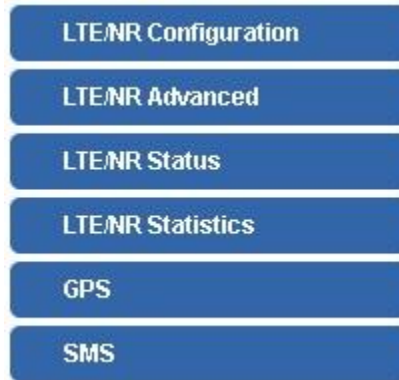 LTE/NR Configuration
LTE/NR Advanced
LTE/NR Status
LTE/NR Statistics
GPS
SMS